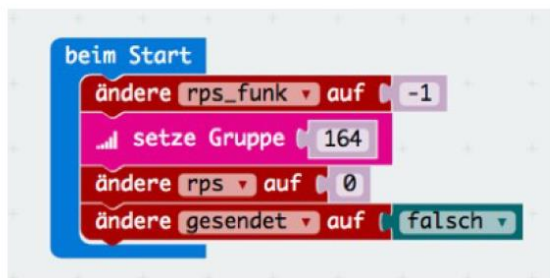 beim Start
ändere rps_funk auf -1
setze Gruppe 164
ändere rps auf 0
ändere gesendet auf falsch